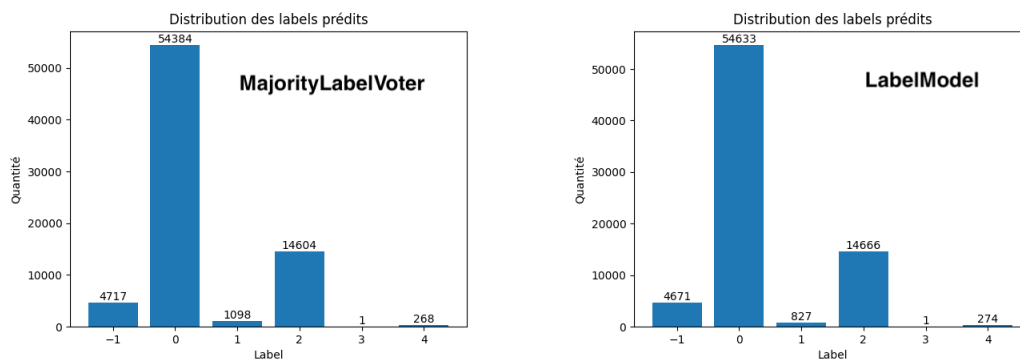 Distribution des labels prédits
54384
50000
MajorityLabelVoter
40000
Quantité
30000
20000
14604
10000
4717
1098
1
268
0
−1 0 1 2 3 4
Label
Distribution des labels prédits
54633
50000
LabelModel
40000
Quantité
30000
20000
14666
10000
4671
827
1
274
0
−1 0 1 2 3 4
Label